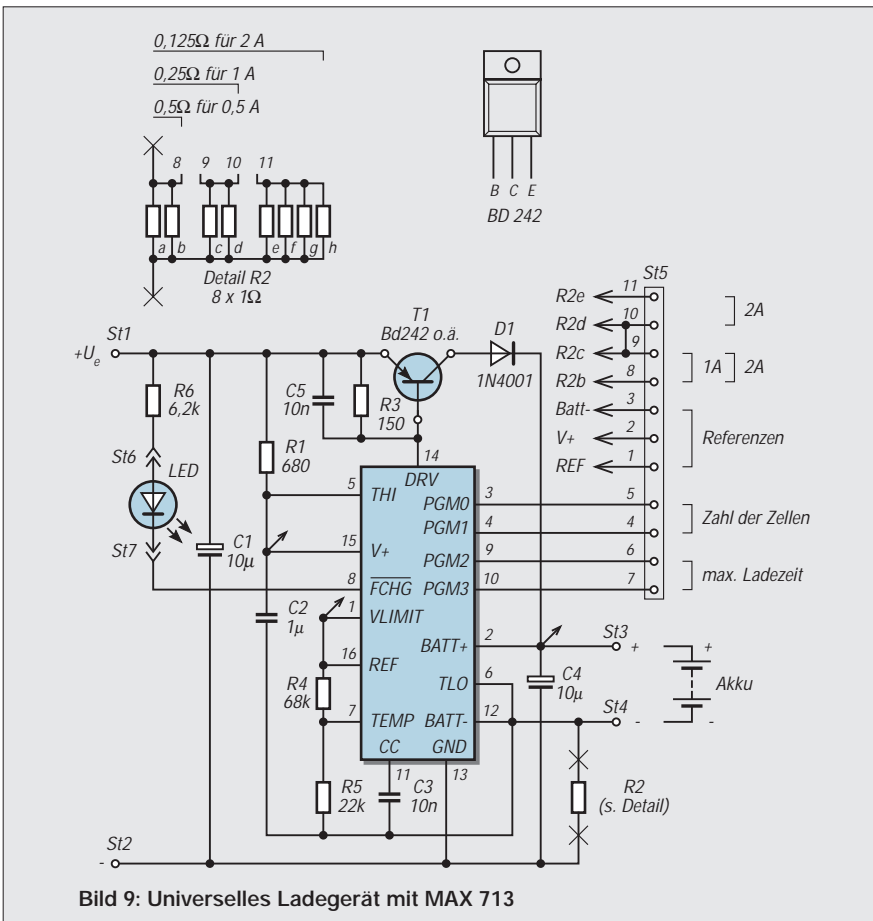 0,125Ω für 2 A
0,25Ω für 1 A
0,5Ω für 0,5 A
8 9 10 11
a b c d e f g h
Detail R2
8 x 1Ω
B C E
BD 242
St5
R2e 11
R2d 10
2A
R2c 9
R2b 8
1A 2A
Batt- 3
V+ 2
Referenzen
REF 1
5
Zahl der Zellen
4
6
max. Ladezeit
7
St1
+Ue
T1
Bd242 o.ä.
D1
1N4001
R6
6,2k
C5
10n
R3
150
R1
680
St6
LED
St7
C1
10µ
C2
1µ
14
DRV
5 THI
PGM0 3
PGM1 4
15 V+
PGM2 9
8 FCHG
PGM3 10
1 VLIMIT
BATT+ 2
16 REF
TLO 6
7 TEMP
BATT- 12
CC GND
11 13
R4
68k
R5
22k
C3
10n
C4
10µ
St3
+ +
Akku
St4
- -
R2
(s. Detail)
St2
-
Bild 9: Universelles Ladegerät mit MAX 713